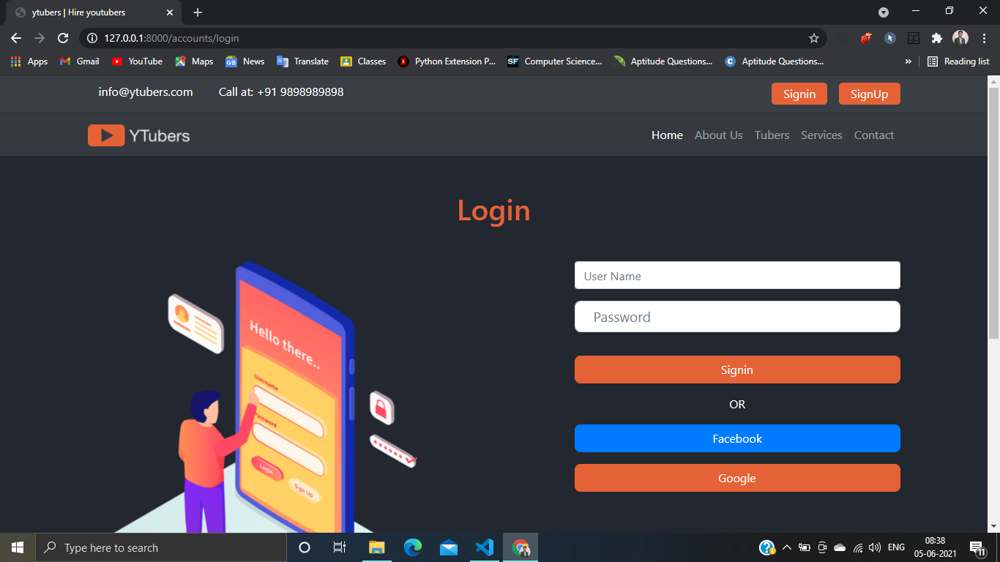 ytubers | Hire youtubers
127.0.0.1:8000/accounts/login
Apps Gmail YouTube Maps News Translate Classes Python Extension P... Computer Science... Aptitude Questions... Aptitude Questions... » Reading list
info@ytubers.com Call at: +91 9898989898 Signin SignUp
YTubers Home About Us Tubers Services Contact
Login
User Name
Password
Signin
OR
Facebook
Google
Hello there..
Username
Password
Login
Sign Up
Type here to search
ENG
08:38
05-06-2021
11